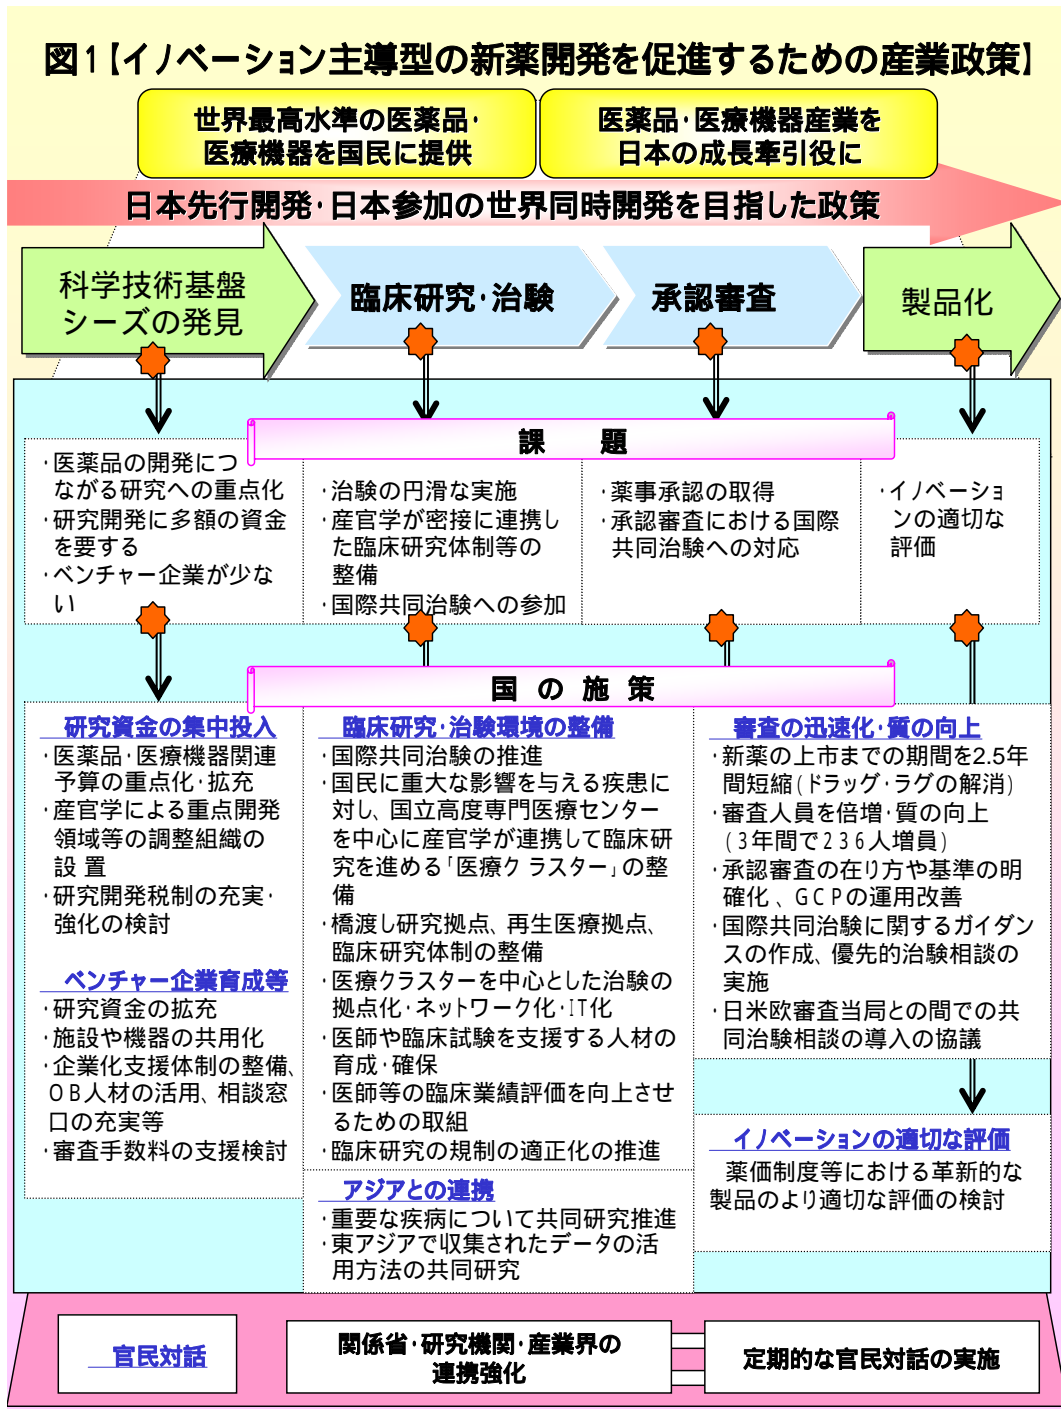 図1【イノベーション主導型の新薬開発を促進するための産業政策】
世界最高水準の医薬品・
医療機器を国民に提供
医薬品・医療機器産業を
日本の成長牽引役に
日本先行開発・日本参加の世界同時開発を目指した政策
科学技術基盤
シーズの発見
臨床研究・治験
承認審査
製品化
課　題
・医薬品の開発につ
ながる研究への重点化
・研究開発に多額の資金
を要する
・ベンチャー企業が少な
い
・治験の円滑な実施
・産官学が密接に連携し
た臨床研究体制等の
整備
・国際共同治験への参加
・薬事承認の取得
・承認審査における国際
共同治験への対応
・イノベーショ
ンの適切な
評価
国 の 施 策
研究資金の集中投入
・医薬品・医療機器関連
予算の重点化・拡充
・産官学による重点開発
領域等の調整組織の
設 置
・研究開発税制の充実・
強化の検討
ベンチャー企業育成等
・研究資金の拡充
・施設や機器の共用化
・企業化支援体制の整備、
OB人材の活用、相談窓
口の充実等
・審査手数料の支援検討
臨床研究・治験環境の整備
・国際共同治験の推進
・国民に重大な影響を与える疾患に
対し、国立高度専門医療センター
を中心に産官学が連携して臨床研
究を進める「医療クラスター」の整
備
・橋渡し研究拠点、再生医療拠点、
臨床研究体制の整備
・医療クラスターを中心とした治験の
拠点化・ネットワーク化・IT化
・医師や臨床試験を支援する人材の
育成・確保
・医師等の臨床業績評価を向上させ
るための取組
・臨床研究の規制の適正化の推進
アジアとの連携
・重要な疾病について共同研究推進
・東アジアで収集されたデータの活
用方法の共同研究
審査の迅速化・質の向上
・新薬の上市までの期間を2.5年
間短縮(ドラッグ・ラグの解消)
・審査人員を倍増・質の向上
(3年間で236人増員)
・承認審査の在り方や基準の明
確化、GCPの運用改善
・国際共同治験に関するガイダン
スの作成、優先的治験相談の
実施
・日米欧審査当局との間での共
同治験相談の導入の協議
イノベーションの適切な評価
薬価制度等における革新的な
製品のより適切な評価の検討
官民対話
関係省・研究機関・産業界の
連携強化
定期的な官民対話の実施